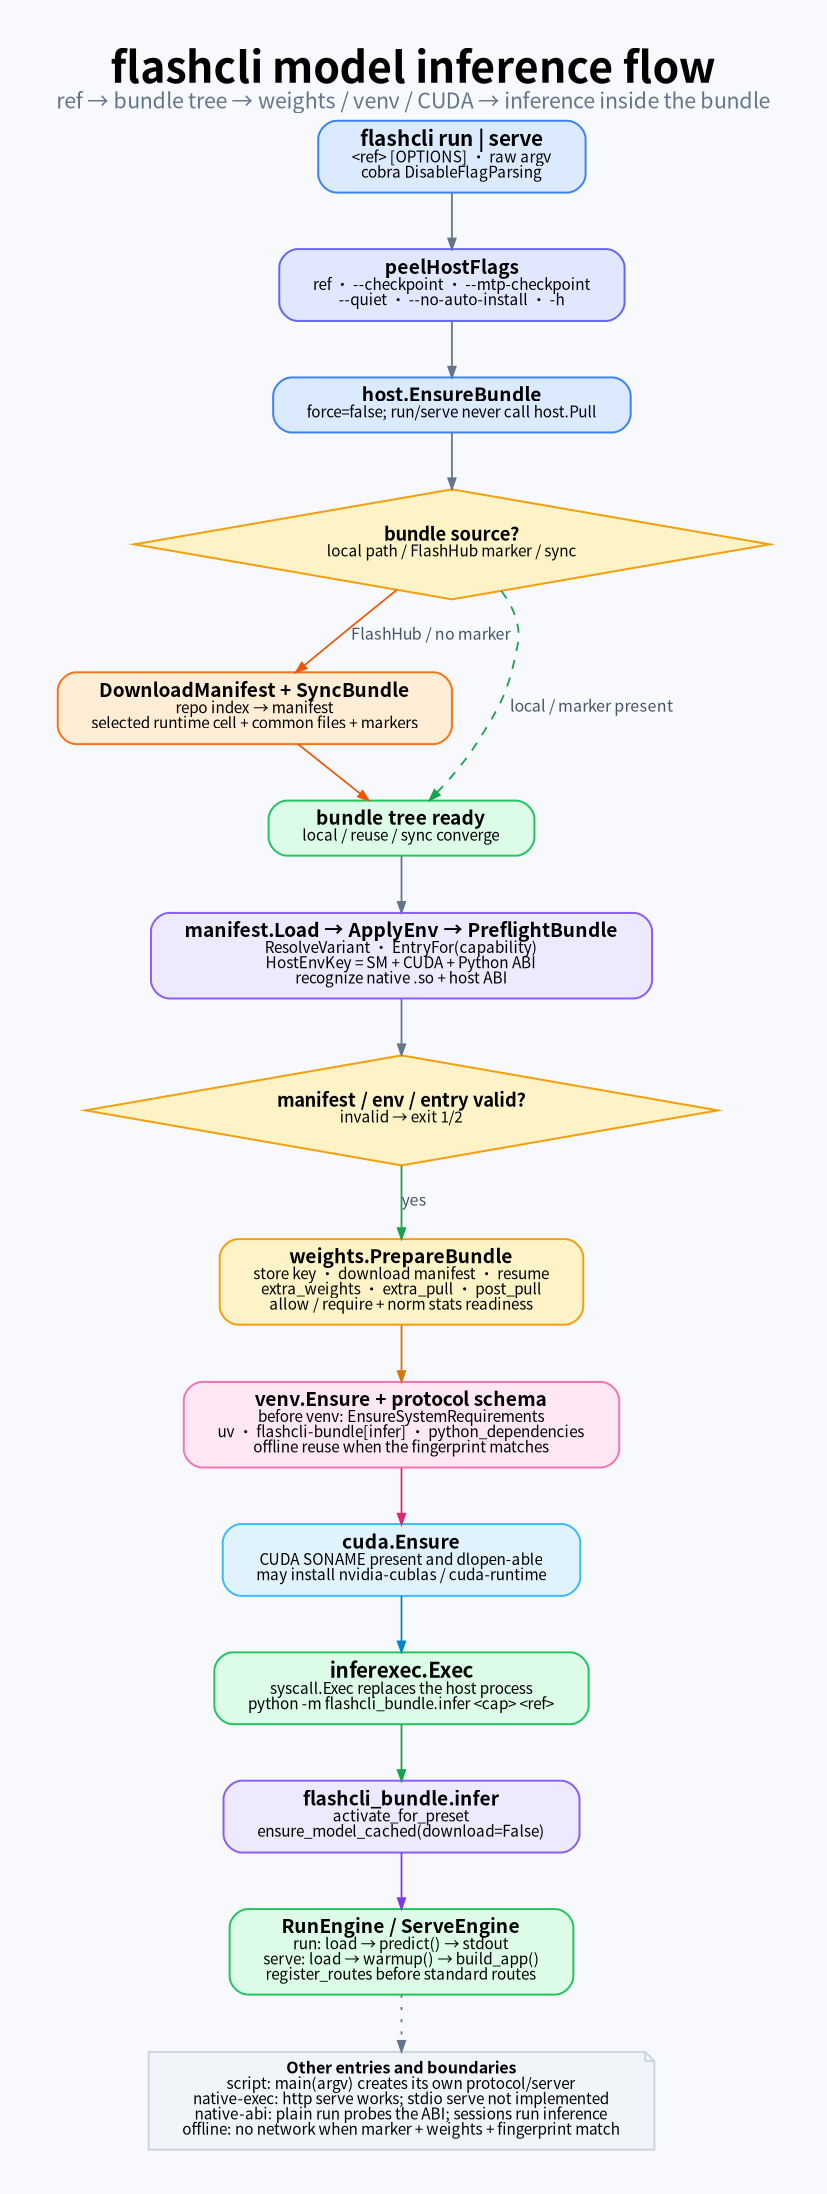 flashcli model inference flow
ref → bundle tree → weights / venv / CUDA → inference inside the bundle
flashcli run | serve
<ref> [OPTIONS] · raw argv
cobra DisableFlagParsing
peelHostFlags
ref · --checkpoint · --mtp-checkpoint
--quiet · --no-auto-install · -h
host.EnsureBundle
force=false; run/serve never call host.Pull
bundle source?
local path / FlashHub marker / sync
FlashHub / no marker
DownloadManifest + SyncBundle
repo index → manifest
selected runtime cell + common files + markers
local / marker present
bundle tree ready
local / reuse / sync converge
manifest.Load → ApplyEnv → PreflightBundle
ResolveVariant · EntryFor(capability)
HostEnvKey = SM + CUDA + Python ABI
recognize native .so + host ABI
manifest / env / entry valid?
invalid → exit 1/2
yes
weights.PrepareBundle
store key · download manifest · resume
extra_weights · extra_pull · post_pull
allow / require + norm stats readiness
venv.Ensure + protocol schema
before venv: EnsureSystemRequirements
uv · flashcli-bundle[infer] · python_dependencies
offline reuse when the fingerprint matches
cuda.Ensure
CUDA SONAME present and dlopen-able
may install nvidia-cublas / cuda-runtime
inferexec.Exec
syscall.Exec replaces the host process
python -m flashcli_bundle.infer <cap> <ref>
flashcli_bundle.infer
activate_for_preset
ensure_model_cached(download=False)
RunEngine / ServeEngine
run: load → predict() → stdout
serve: load → warmup() → build_app()
register_routes before standard routes
Other entries and boundaries
script: main(argv) creates its own protocol/server
native-exec: http serve works; stdio serve not implemented
native-abi: plain run probes the ABI; sessions run inference
offline: no network when marker + weights + fingerprint match